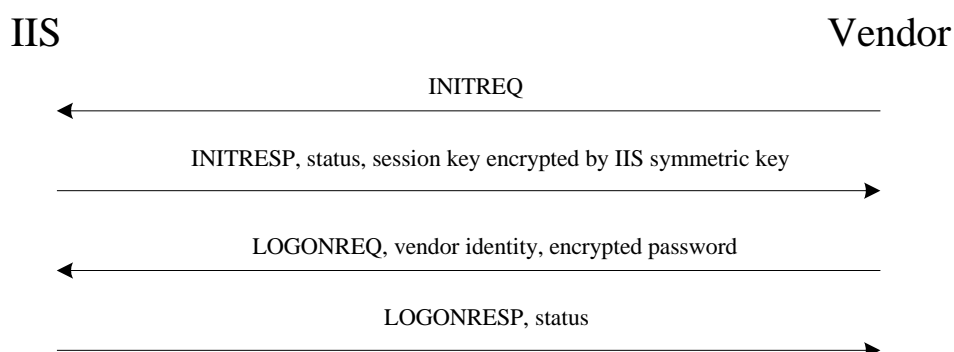 IIS
Vendor
INITREQ
INITRESP, status, session key encrypted by IIS symmetric key
LOGONREQ, vendor identity, encrypted password
LOGONRESP, status